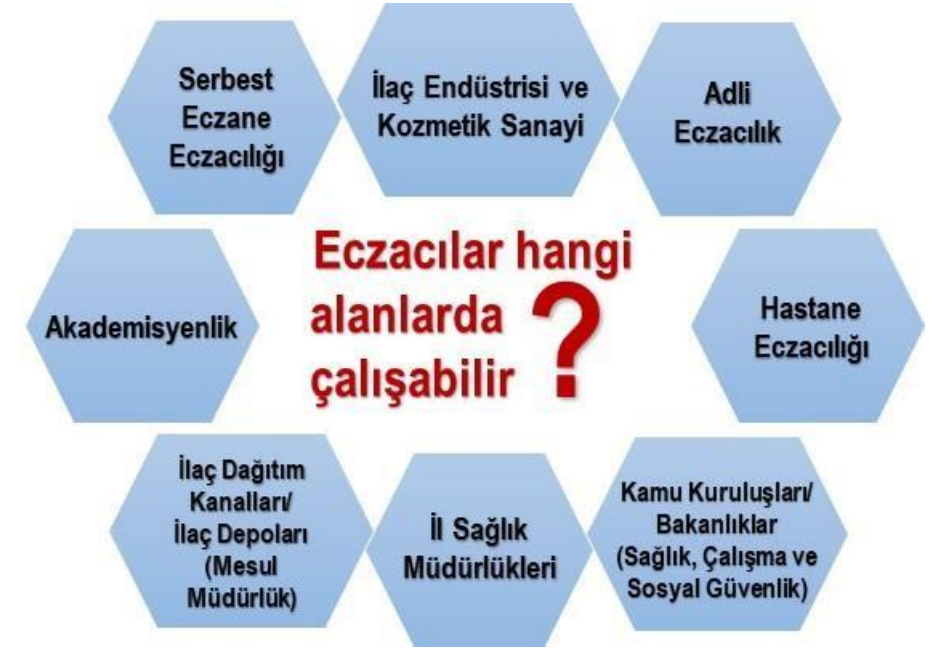 Serbest
Eczane
Eczacılığı
İlaç Endüstrisi ve
Kozmetik Sanayi
Adli
Eczacılık
Eczacılar hangi
alanlarda
çalışabilir ?
Akademisyenlik
Hastane
Eczacılığı
İlaç Dağıtım
Kanalları/
İlaç Depoları
(Mesul
Müdürlük)
İl Sağlık
Müdürlükleri
Kamu Kuruluşları/
Bakanlıklar
(Sağlık, Çalışma ve
Sosyal Güvenlik)